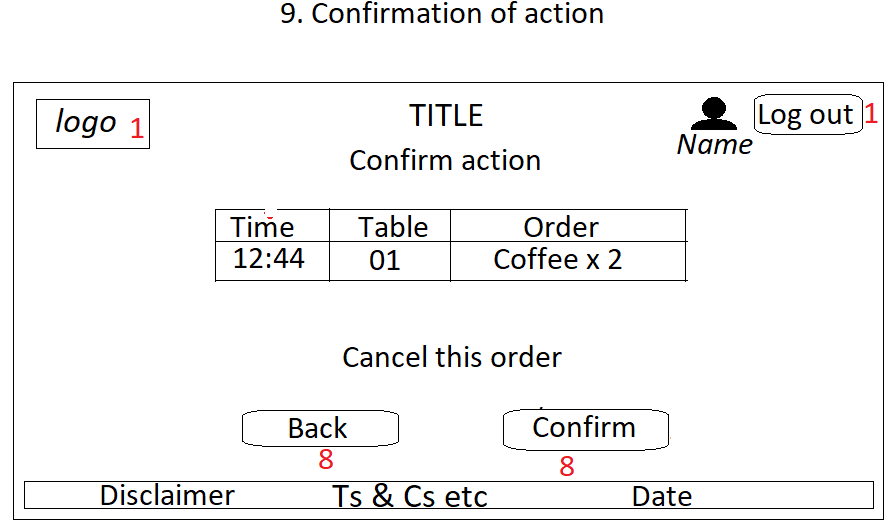 9. Confirmation of action
logo 1
TITLE
Log out 1
Name
Confirm action
Time Table Order
12:44 01 Coffee x 2
Cancel this order
Back Confirm
8 8
Disclaimer Ts & Cs etc Date